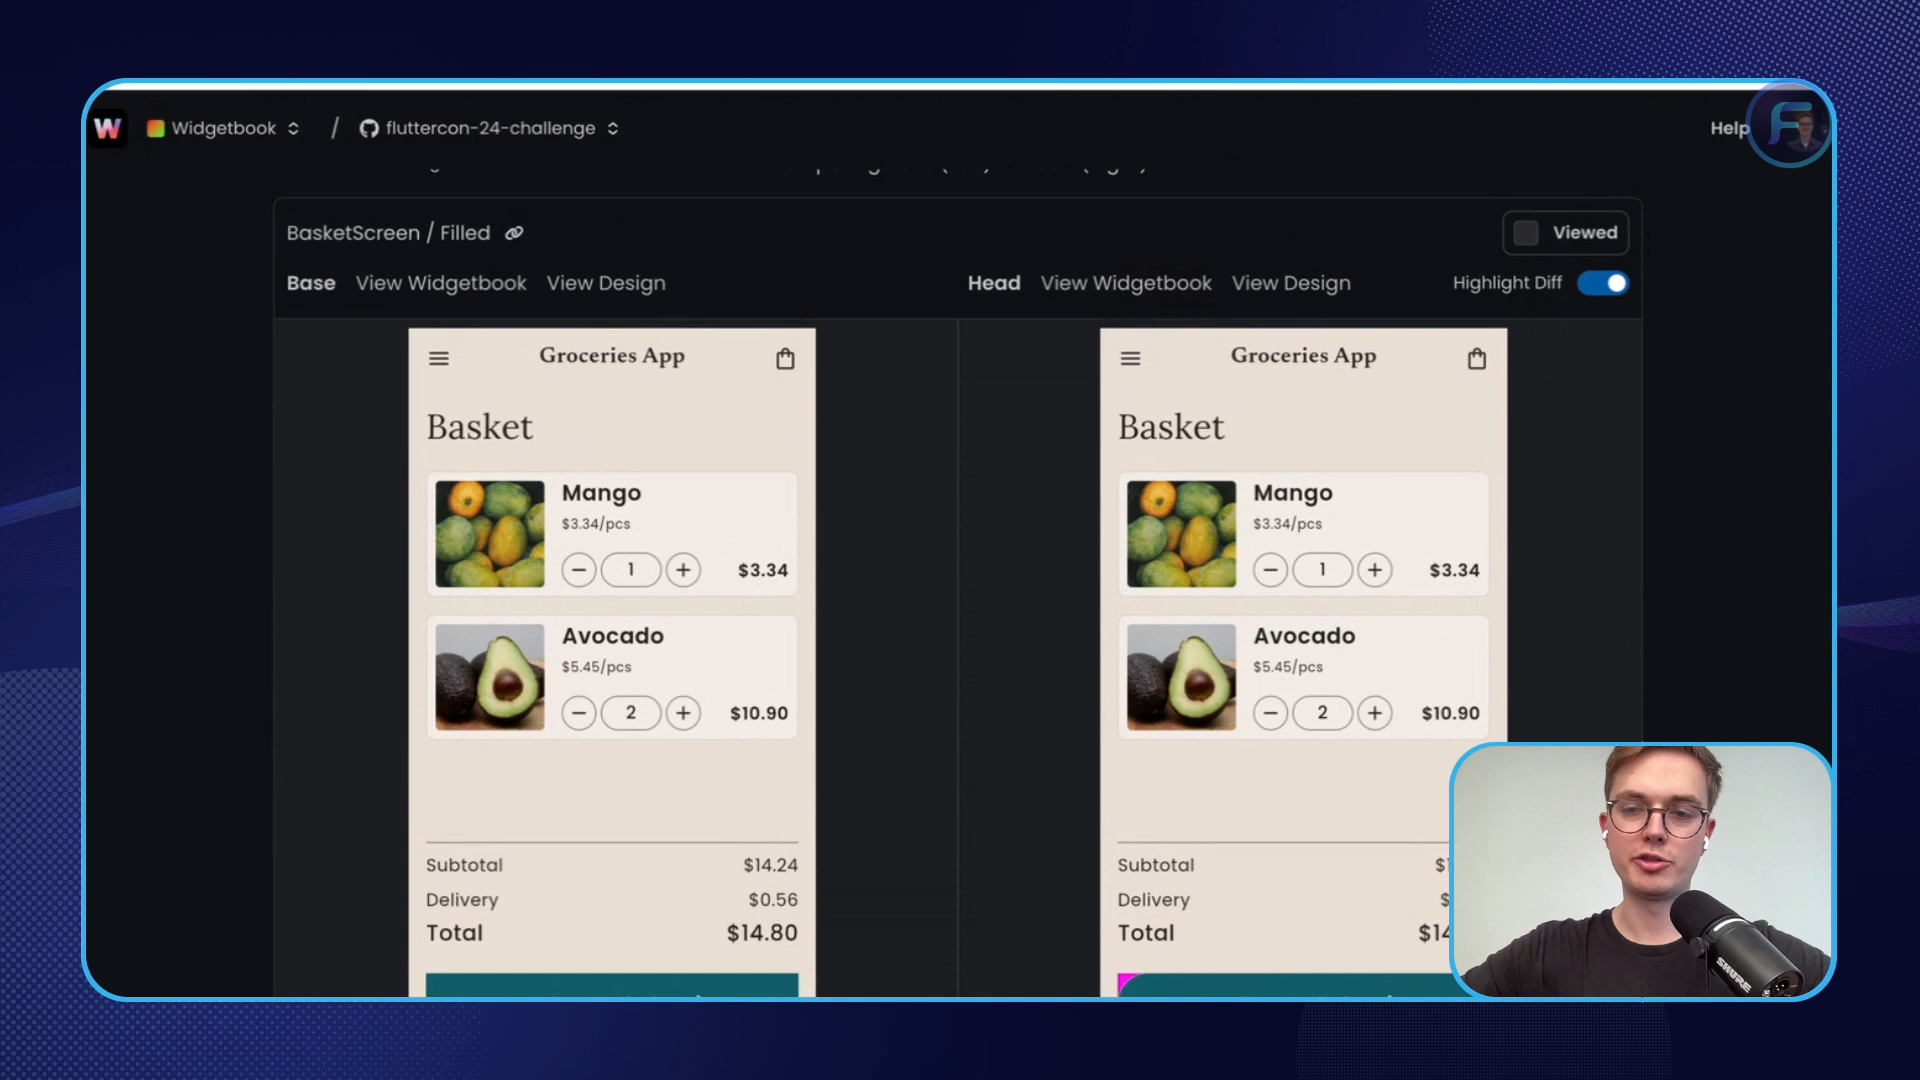 W Widgetbook / fluttercon-24-challenge Help
BasketScreen / Filled Viewed
Base View Widgetbook View Design Head View Widgetbook View Design Highlight Diff
Groceries App Groceries App
Basket Basket
Mango Mango
$3.34/pcs $3.34/pcs
1 $3.34 1 $3.34
Avocado Avocado
$5.45/pcs $5.45/pcs
2 $10.90 2 $10.90
Subtotal $14.24 Subtotal
Delivery $0.56 Delivery
Total $14.80 Total
SHURE